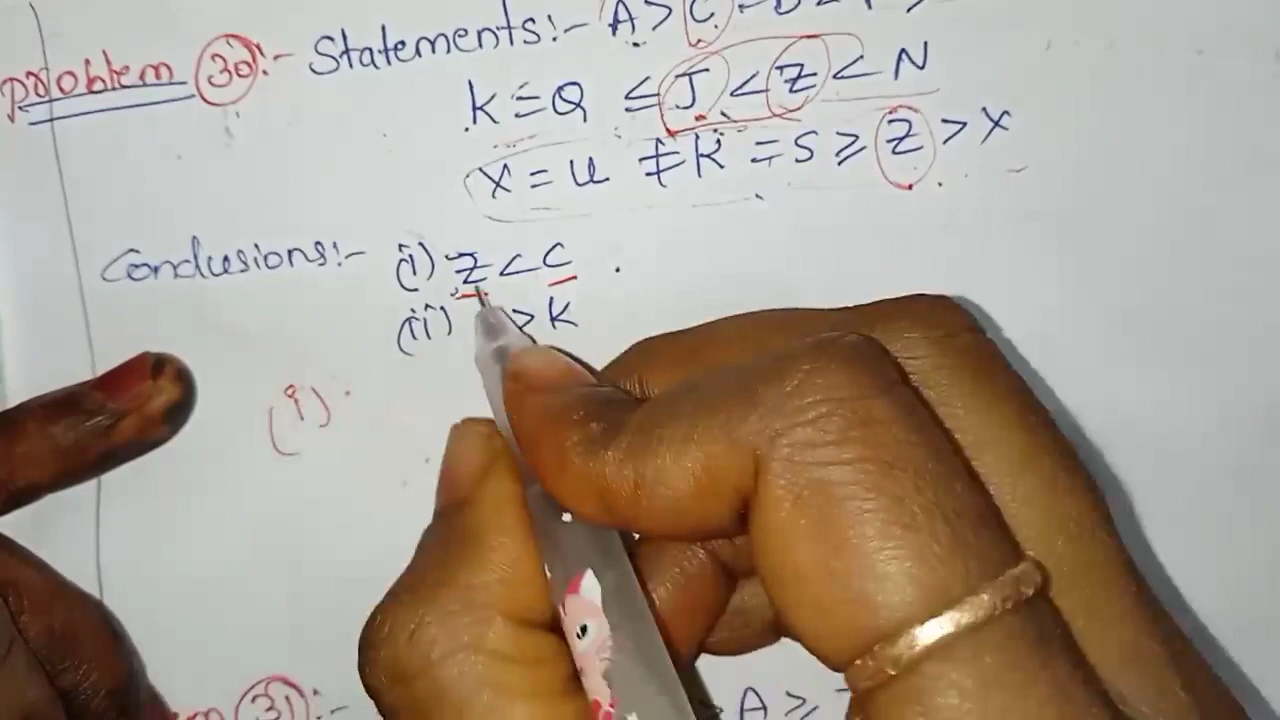 Problem 30:- Statements:- A > C
K = Q ≤ J < Z < N
X = U ≠ K = S ≥ Z > X
Conclusions:- (i) Z < C
(ii) > K
(i)
31 :- A ≥